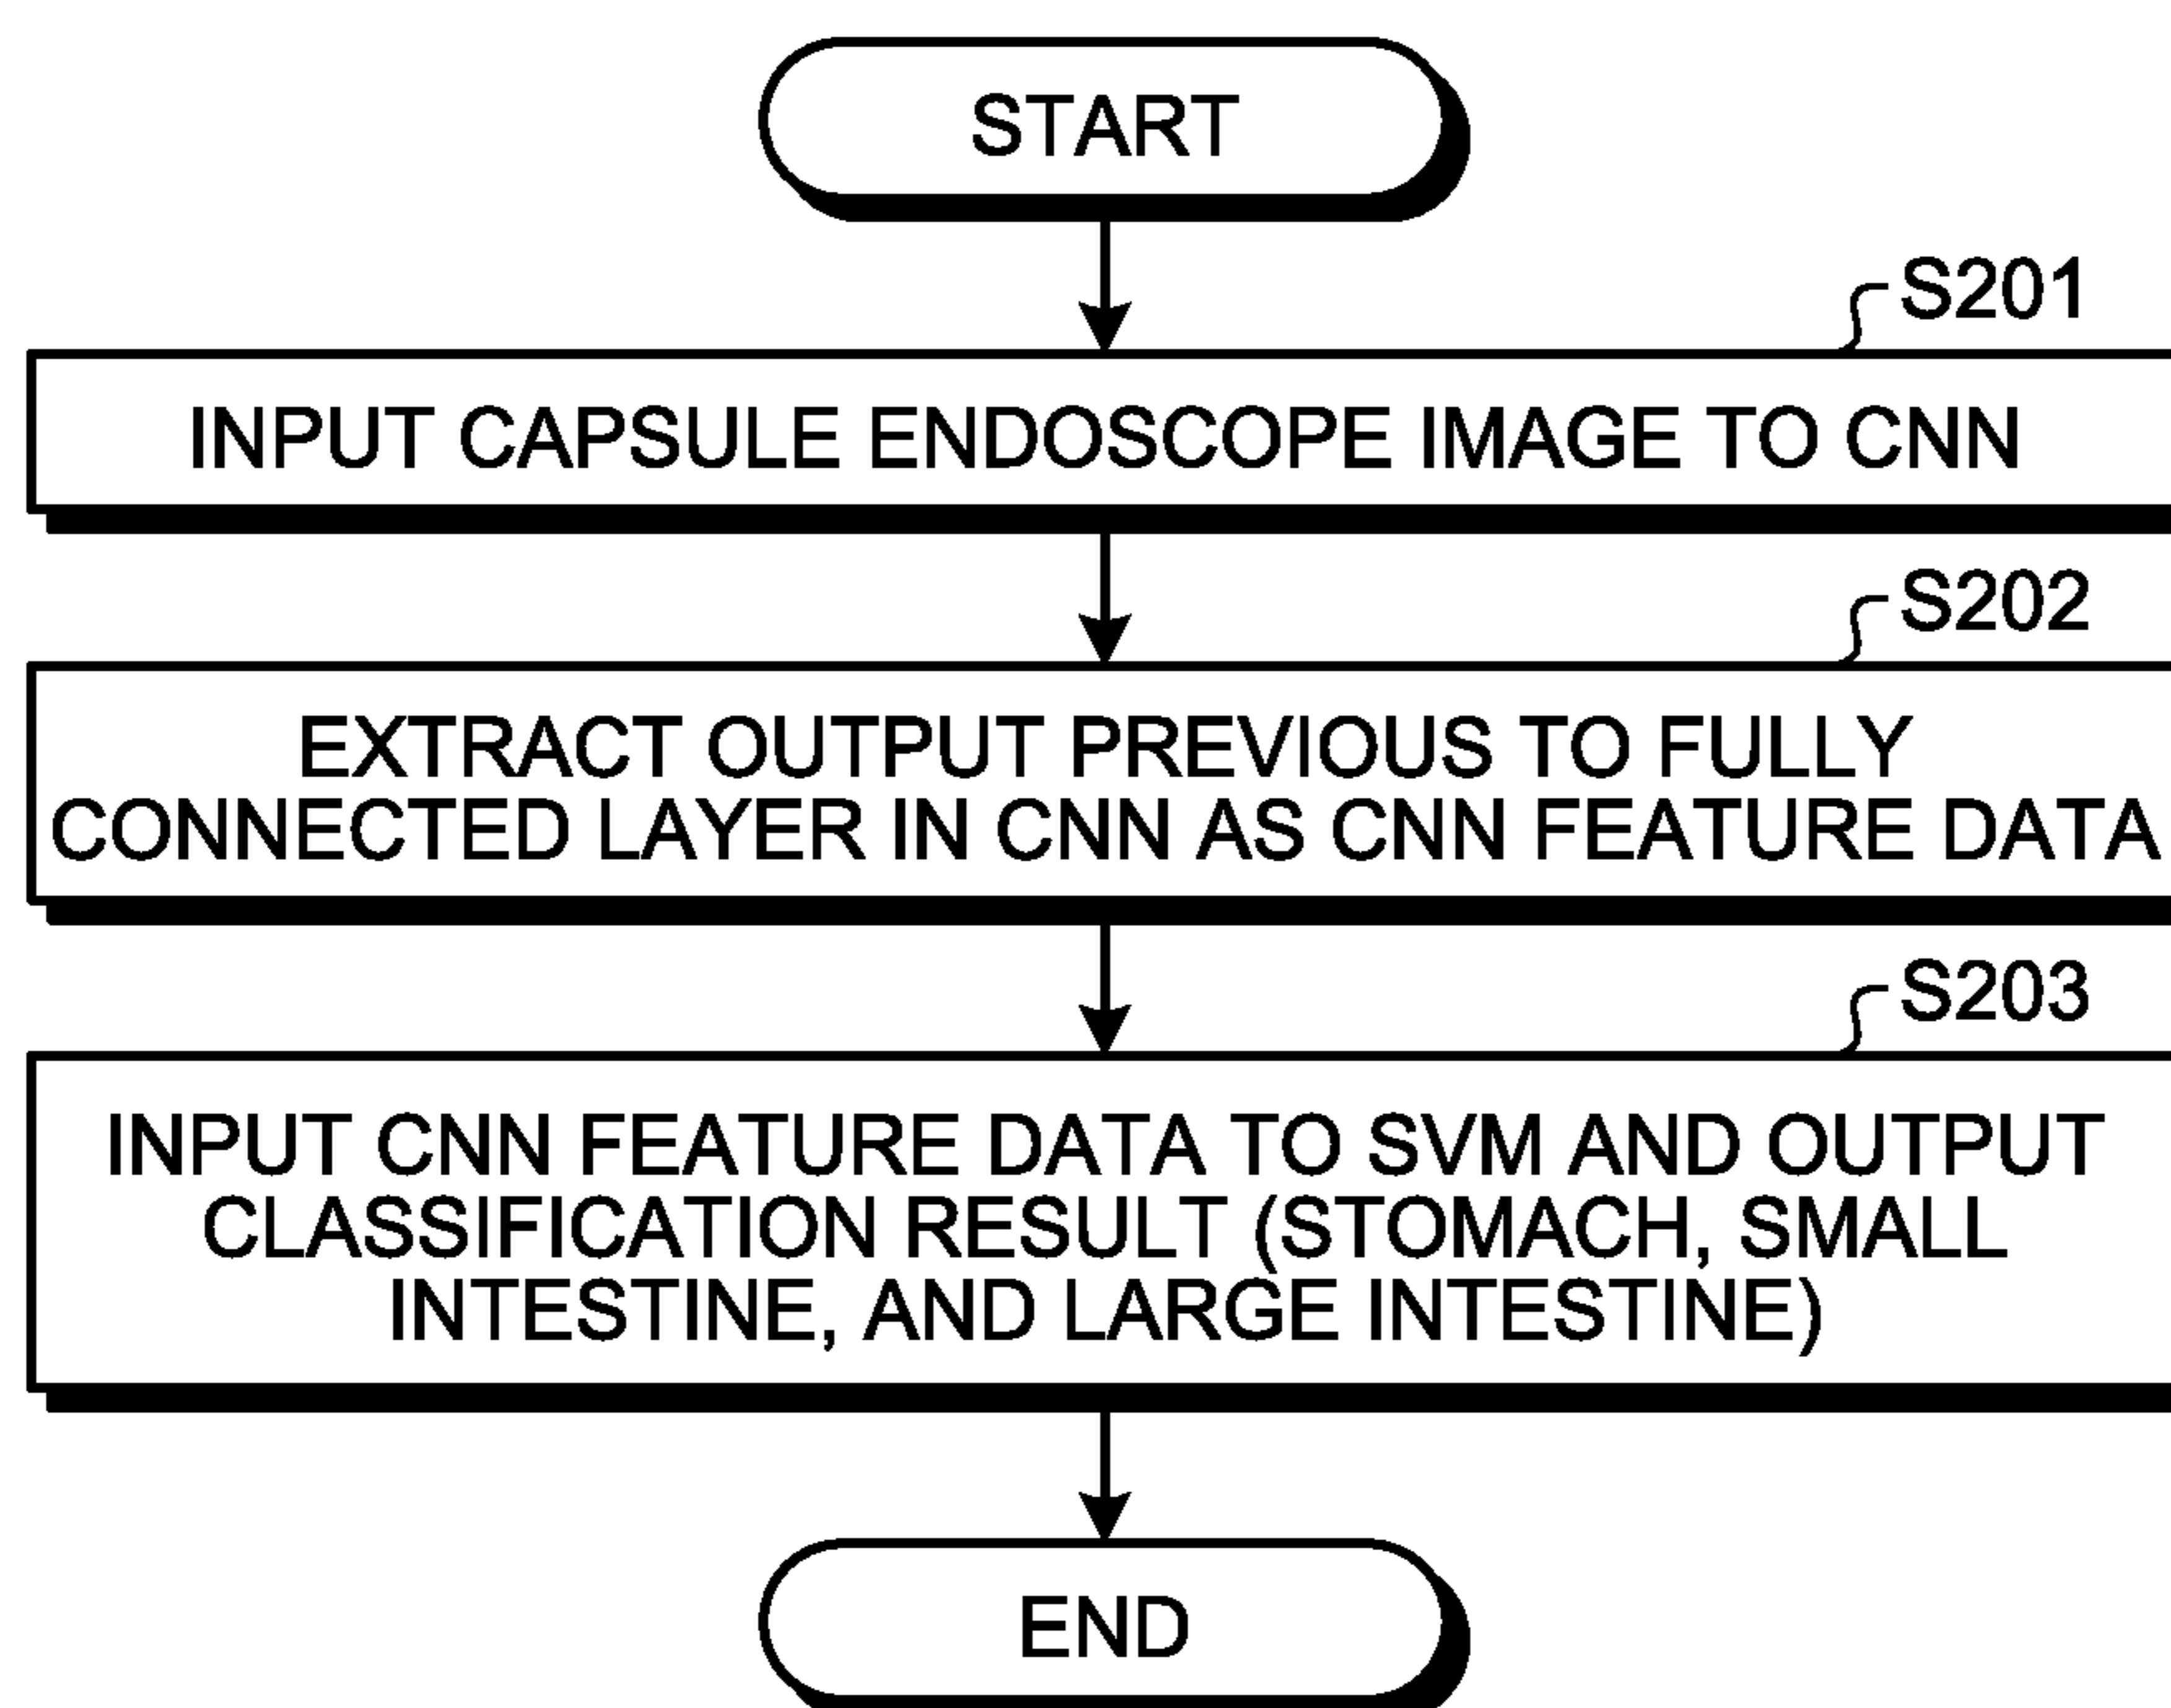 START
S201
INPUT CAPSULE ENDOSCOPE IMAGE TO CNN
S202
EXTRACT OUTPUT PREVIOUS TO FULLY
CONNECTED LAYER IN CNN AS CNN FEATURE DATA
S203
INPUT CNN FEATURE DATA TO SVM AND OUTPUT
CLASSIFICATION RESULT (STOMACH, SMALL
INTESTINE, AND LARGE INTESTINE)
END